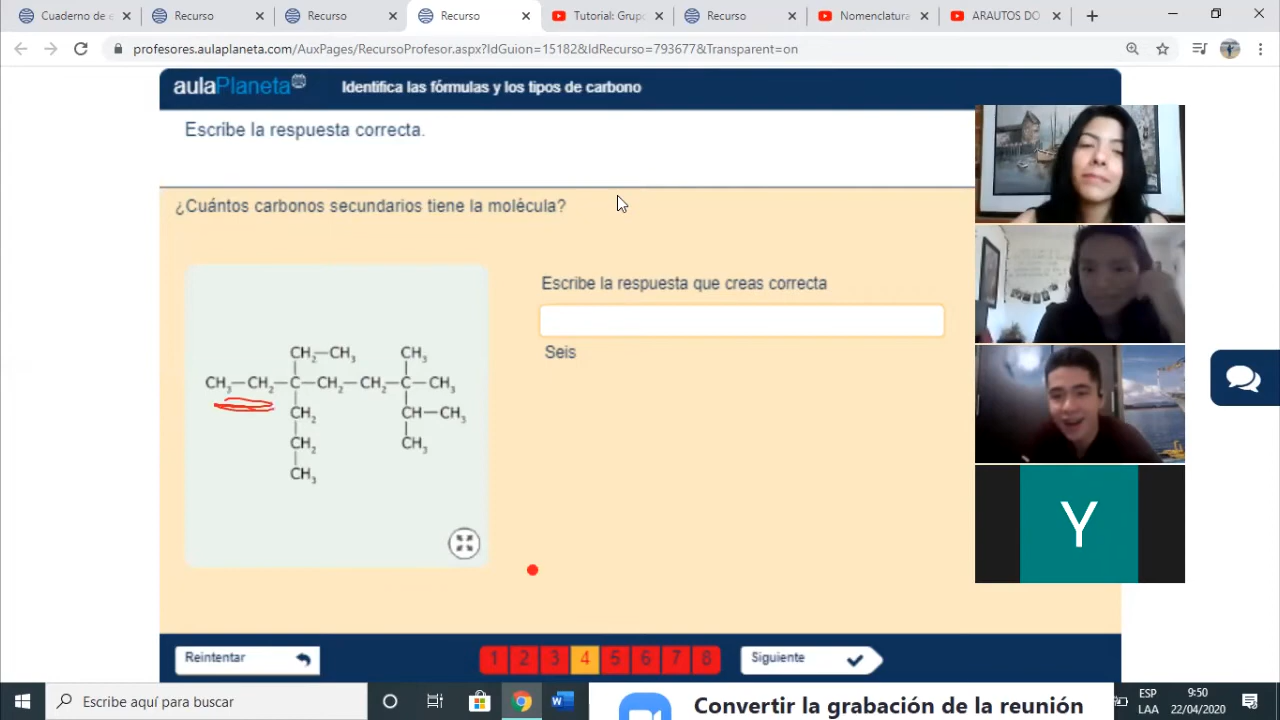 Cuaderno de e
Recurso
Recurso
Recurso
Tutorial: Grup
Recurso
Nomenclatura
ARAUTOS DO
profesores.aulaplaneta.com/AuxPages/RecursoProfesor.aspx?IdGuion=15182&IdRecurso=793677&Transparent=on
aulaPlaneta
Identifica las fórmulas y los tipos de carbono
Escribe la respuesta correcta.
¿Cuántos carbonos secundarios tiene la molécula?
Escribe la respuesta que creas correcta
Seis
CH₂—CH₃ CH₃
CH₃—CH₂—C—CH₂—CH₂—C—CH₃
CH₂ CH—CH₃
CH₂ CH₃
CH₃
Y
Reintentar
1 2 3 4 5 6 7 8
Siguiente
Escribe aquí para buscar
Convertir la grabación de la reunión
ESP
LAA
9:50
22/04/2020